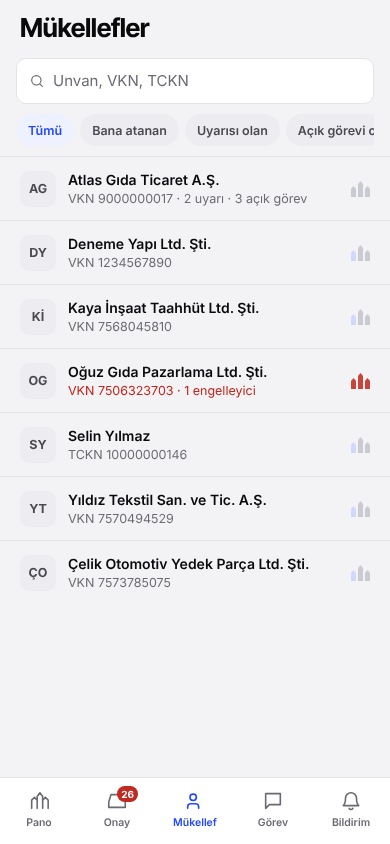 Mükellefler
Unvan, VKN, TCKN
Tümü
Bana atanan
Uyarısı olan
Açık görevi o
AG
Atlas Gıda Ticaret A.Ş.
VKN 9000000017 · 2 uyarı · 3 açık görev
DY
Deneme Yapı Ltd. Şti.
VKN 1234567890
Kİ
Kaya İnşaat Taahhüt Ltd. Şti.
VKN 7568045810
OG
Oğuz Gıda Pazarlama Ltd. Şti.
VKN 7506323703 · 1 engelleyici
SY
Selin Yılmaz
TCKN 10000000146
YT
Yıldız Tekstil San. ve Tic. A.Ş.
VKN 7570494529
ÇO
Çelik Otomotiv Yedek Parça Ltd. Şti.
VKN 7573785075
26
Pano
Onay
Mükellef
Görev
Bildirim